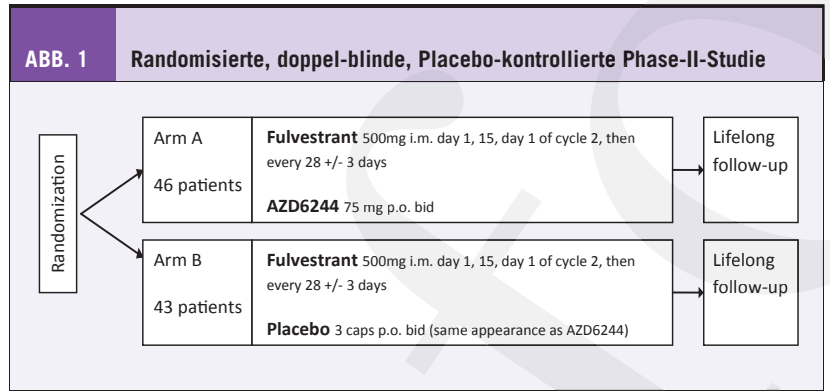 ABB. 1
Randomisierte, doppel-blinde, Placebo-kontrollierte Phase-II-Studie
Randomization
Arm A
46 patients
Fulvestrant 500mg i.m. day 1, 15, day 1 of cycle 2, then
every 28 +/- 3 days
AZD6244 75 mg p.o. bid
Lifelong
follow-up
Arm B
43 patients
Fulvestrant 500mg i.m. day 1, 15, day 1 of cycle 2, then
every 28 +/- 3 days
Placebo 3 caps p.o. bid (same appearance as AZD6244)
Lifelong
follow-up